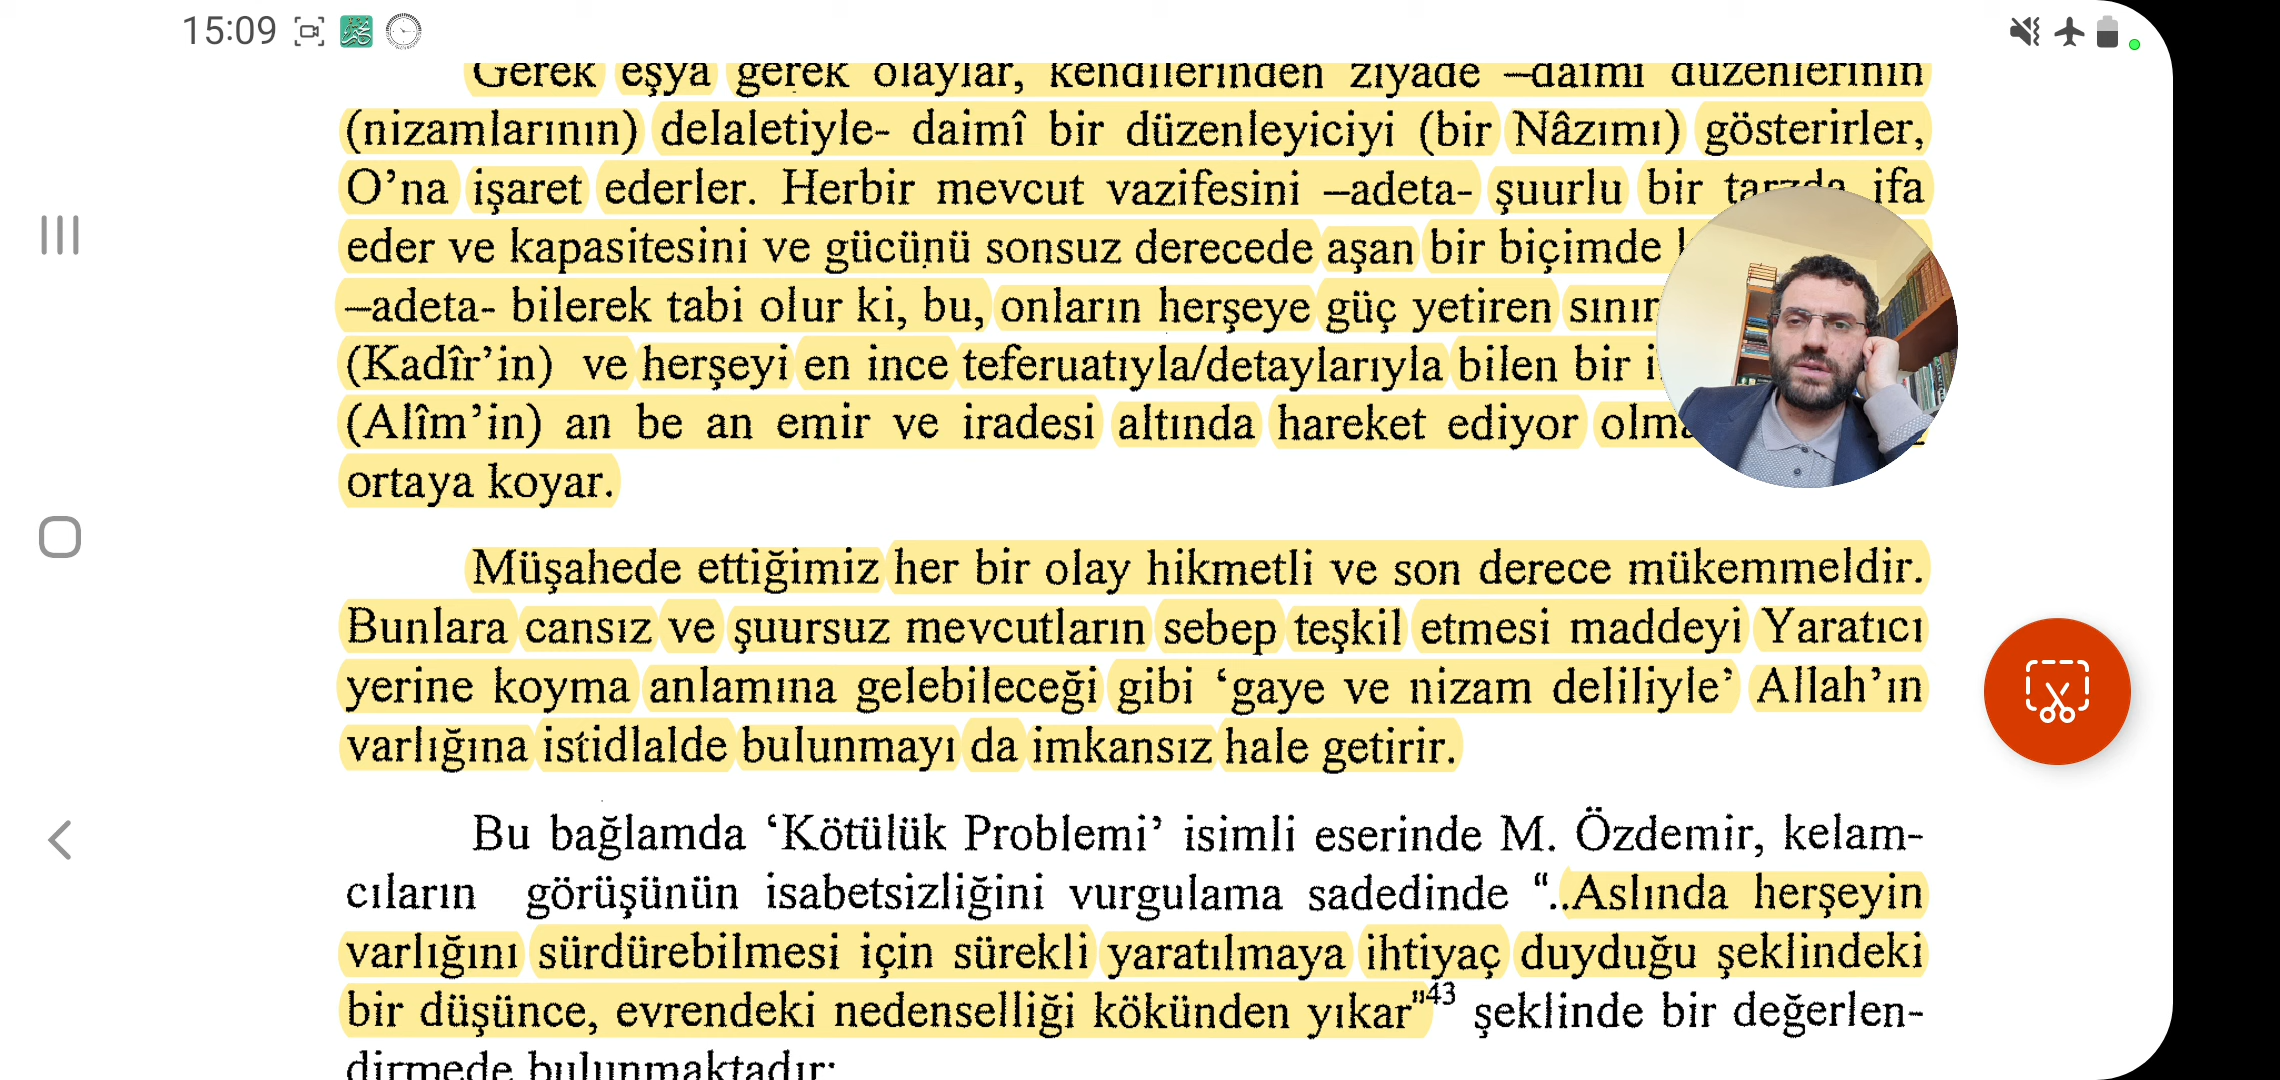 15:09
Gerek eşya gerek olaylar, kendilerinden ziyade –daimî düzenlerinin
(nizamlarının) delaletiyle- daimî bir düzenleyiciyi (bir Nâzımı) gösterirler,
O’na işaret ederler. Herbir mevcut vazifesini –adeta- şuurlu bir tarzda ifa
eder ve kapasitesini ve gücünü sonsuz derecede aşan bir biçimde
–adeta- bilerek tabi olur ki, bu, onların herşeye güç yetiren
(Kadîr’in) ve herşeyi en ince teferuatıyla/detaylarıyla bilen bir
(Alîm’in) an be an emir ve iradesi altında hareket ediyor
ortaya koyar.
Müşahede ettiğimiz her bir olay hikmetli ve son derece mükemmeldir.
Bunlara cansız ve şuursuz mevcutların sebep teşkil etmesi maddeyi Yaratıcı
yerine koyma anlamına gelebileceği gibi ‘gaye ve nizam deliliyle’ Allah’ın
varlığına istidlalde bulunmayı da imkansız hale getirir.
Bu bağlamda ‘Kötülük Problemi’ isimli eserinde M. Özdemir, kelam-
cıların görüşünün isabetsizliğini vurgulama sadedinde “..Aslında herşeyin
varlığını sürdürebilmesi için sürekli yaratılmaya ihtiyaç duyduğu şeklindeki
bir düşünce, evrendeki nedenselliği kökünden yıkar"43 şeklinde bir değerlen-
dirmede bulunmaktadır: